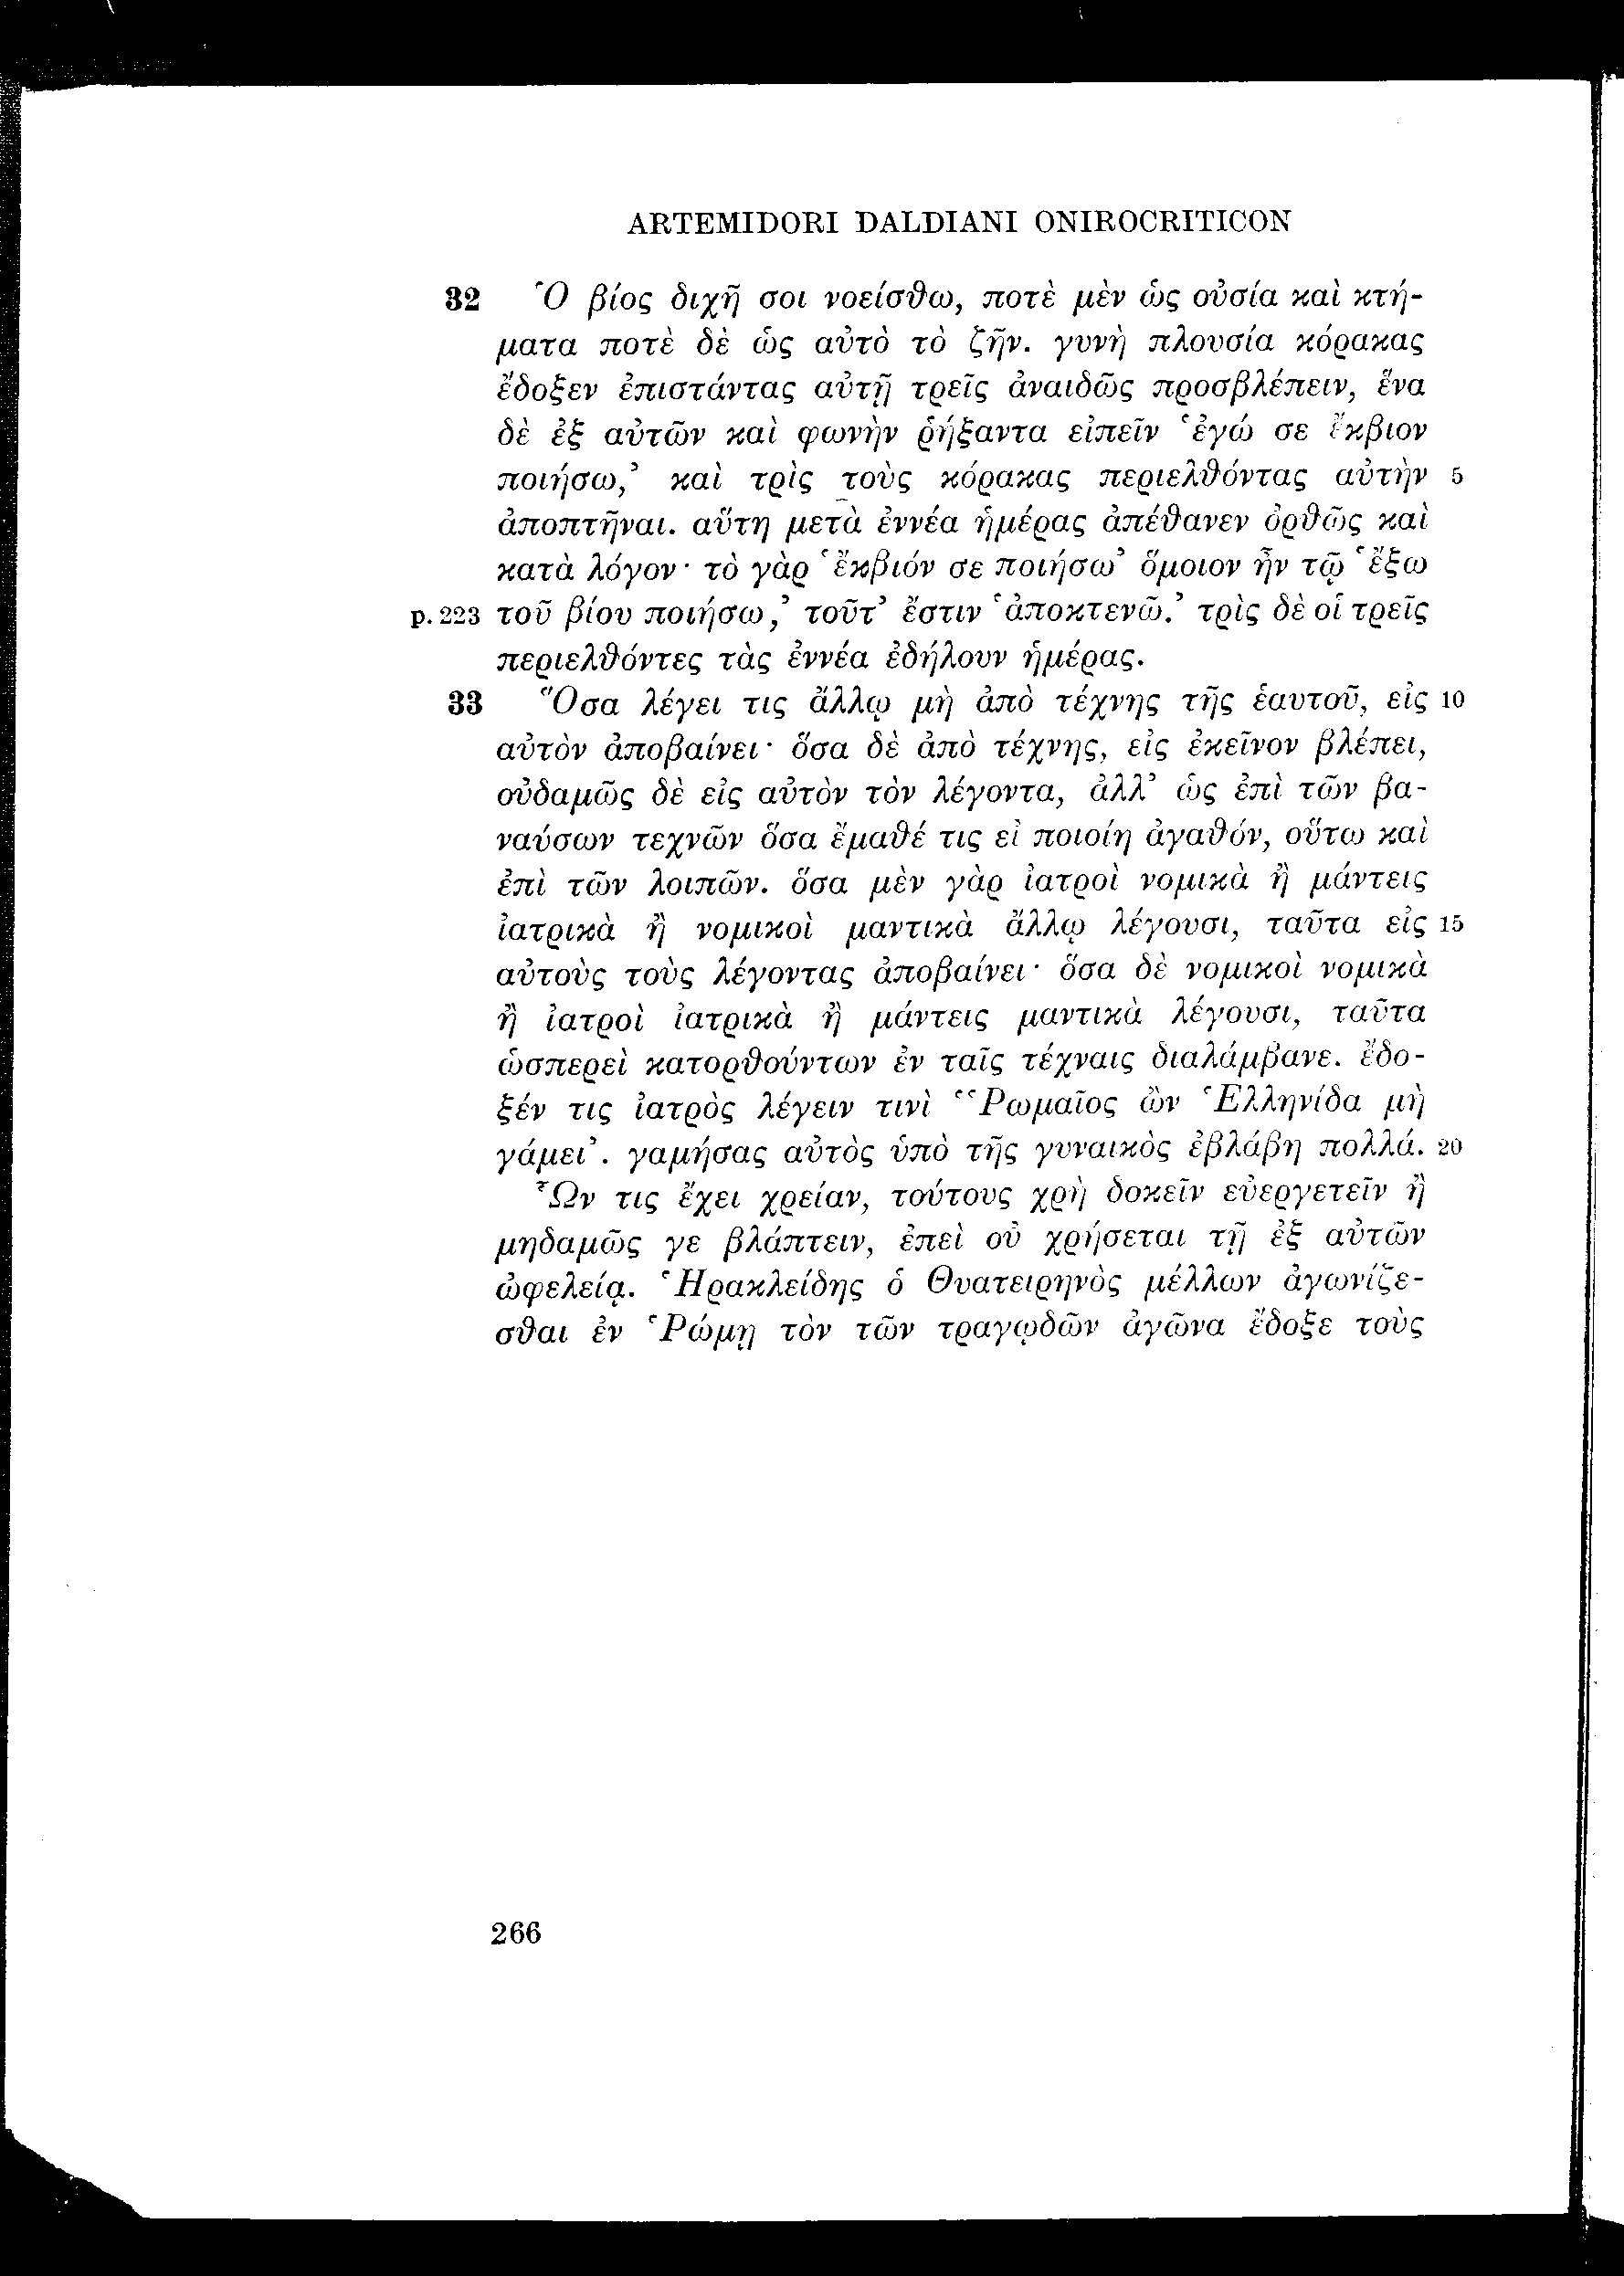 ARTEMIDORI DALDIANI ONIROCRITICON
32 Ὁ βίος διχῇ σοι νοείσθω, ποτὲ μὲν ὡς οὐσία καὶ κτή-
ματα ποτὲ δὲ ὡς αὐτὸ τὸ ζῆν. γυνὴ πλουσία κόρακας
ἔδοξεν ἐπιστάντας αὐτῇ τρεῖς ἀναιδῶς προσβλέπειν, ἕνα
δὲ ἐξ αὐτῶν καὶ φωνὴν ῥήξαντα εἰπεῖν ‘ἐγώ σε ἔκβιον
ποιήσω,’ καὶ τρὶς τοὺς κόρακας περιελθόντας αὐτὴν 5
ἀποπτῆναι. αὕτη μετὰ ἐννέα ἡμέρας ἀπέθανεν ὀρθῶς καὶ
κατὰ λόγον· τὸ γὰρ ‘ἔκβιόν σε ποιήσω’ ὅμοιον ἦν τῷ ‘ἔξω
p. 223 τοῦ βίου ποιήσω,’ τοῦτ’ ἔστιν ‘ἀποκτενῶ.’ τρὶς δὲ οἱ τρεῖς
περιελθόντες τὰς ἐννέα ἐδήλουν ἡμέρας.
33 Ὅσα λέγει τις ἄλλῳ μὴ ἀπὸ τέχνης τῆς ἑαυτοῦ, εἰς 10
αὐτὸν ἀποβαίνει· ὅσα δὲ ἀπὸ τέχνης, εἰς ἐκεῖνον βλέπει,
οὐδαμῶς δὲ εἰς αὐτὸν τὸν λέγοντα, ἀλλ’ ὡς ἐπὶ τῶν βα-
ναύσων τεχνῶν ὅσα ἔμαθέ τις εἰ ποιοίη ἀγαθόν, οὕτω καὶ
ἐπὶ τῶν λοιπῶν. ὅσα μὲν γὰρ ἰατροὶ νομικὰ ἢ μάντεις
ἰατρικὰ ἢ νομικοὶ μαντικὰ ἄλλῳ λέγουσι, ταῦτα εἰς 15
αὐτοὺς τοὺς λέγοντας ἀποβαίνει· ὅσα δὲ νομικοὶ νομικὰ
ἢ ἰατροὶ ἰατρικὰ ἢ μάντεις μαντικὰ λέγουσι, ταῦτα
ὡσπερεὶ κατορθούντων ἐν ταῖς τέχναις διαλάμβανε. ἔδο-
ξέν τις ἰατρὸς λέγειν τινὶ ‘Ῥωμαῖος ὢν Ἑλληνίδα μὴ
γάμει’. γαμήσας αὐτὸς ὑπὸ τῆς γυναικὸς ἐβλάβη πολλά. 20
Ὧν τις ἔχει χρείαν, τούτους χρὴ δοκεῖν εὐεργετεῖν ἢ
μηδαμῶς γε βλάπτειν, ἐπεὶ οὐ χρήσεται τῇ ἐξ αὐτῶν
ὠφελείᾳ. Ἡρακλείδης ὁ Θυατειρηνὸς μέλλων ἀγωνίζε-
σθαι ἐν Ῥώμῃ τὸν τῶν τραγῳδῶν ἀγῶνα ἔδοξε τοὺς
266